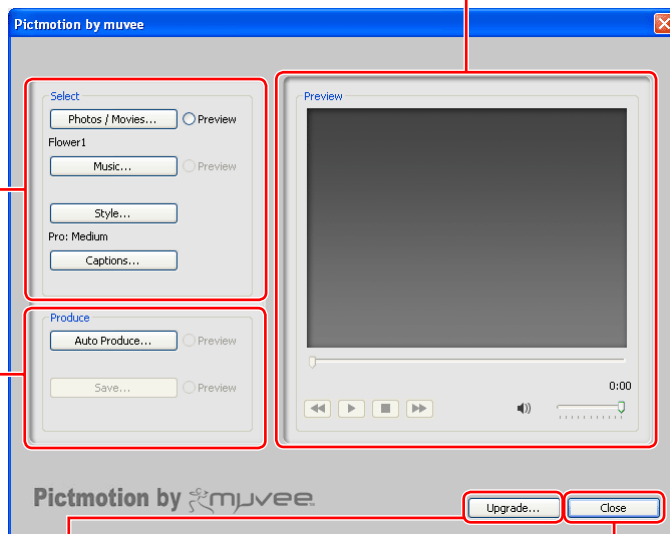 Pictmotion by muvee
Select
Photos / Movies...
Preview
Flower1
Music...
Preview
Style...
Pro: Medium
Captions...
Produce
Auto Produce...
Preview
Save...
Preview
Preview
0:00
Pictmotion by muvee
Upgrade...
Close